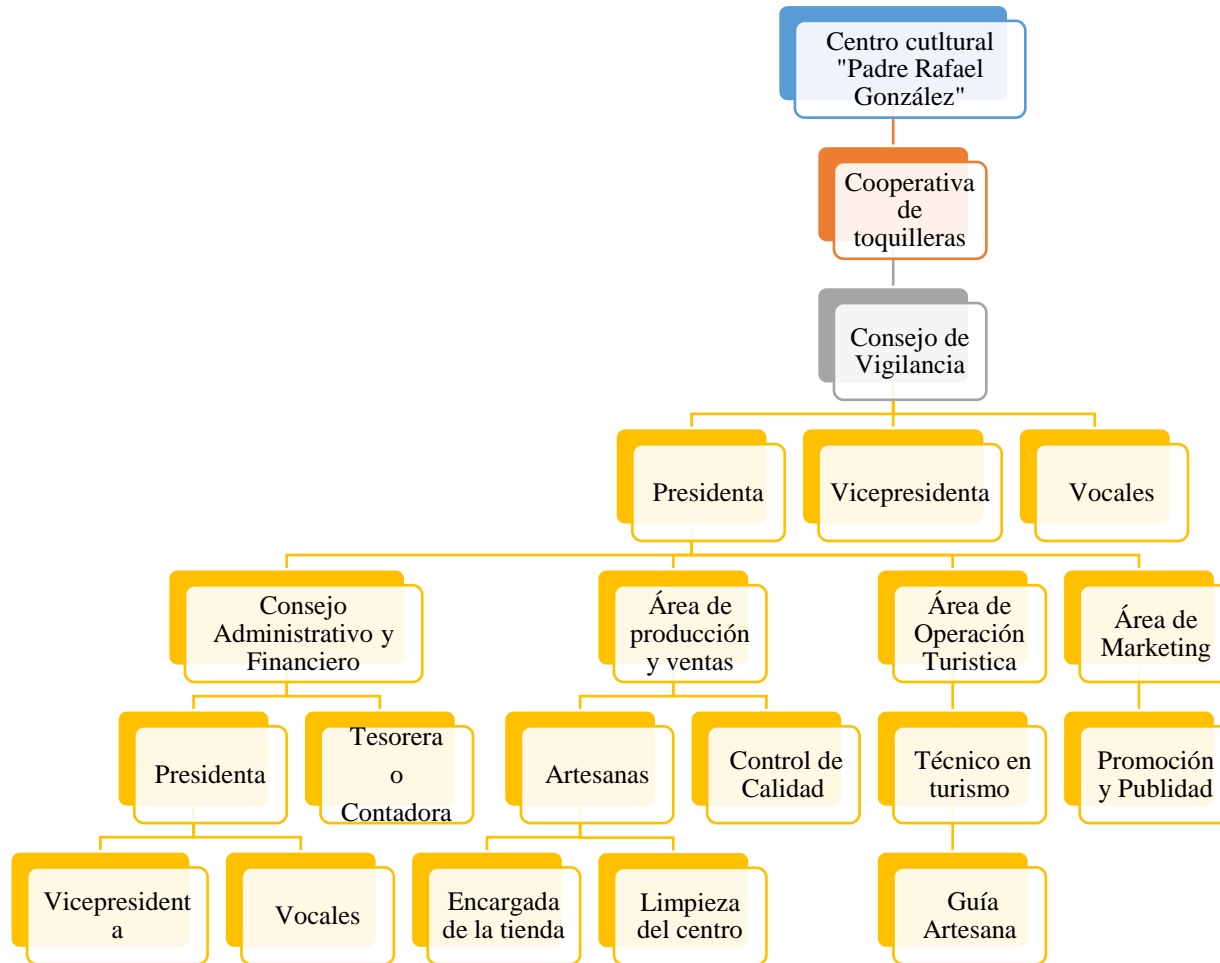 Centro cutltural
"Padre Rafael
González"
Cooperativa
de
toquilleras
Consejo de
Vigilancia
Presidenta
Vicepresidenta
Vocales
Consejo
Administrativo y
Financiero
Área de
producción
y ventas
Área de
Operación
Turistica
Área de
Marketing
Presidenta
Tesorera
o
Contadora
Artesanas
Control de
Calidad
Técnico en
turismo
Promoción
y Publidad
Vicepresident
a
Vocales
Encargada
de la tienda
Limpieza
del centro
Guía
Artesana